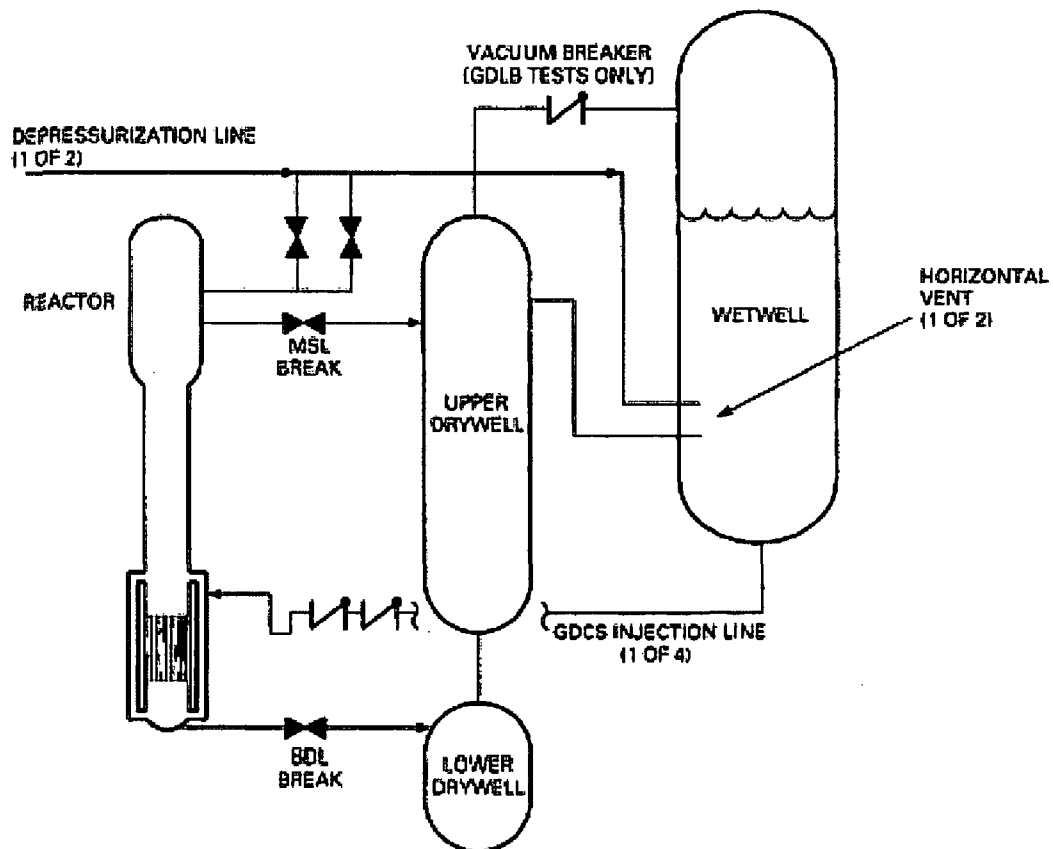 VACUUM BREAKER
(GDLB TESTS ONLY)
DEPRESSURIZATION LINE
(1 OF 2)
REACTOR
MSL
BREAK
UPPER
DRYWELL
WETWELL
HORIZONTAL
VENT
(1 OF 2)
GDCS INJECTION LINE
(1 OF 4)
BDL
BREAK
LOWER
DRYWELL